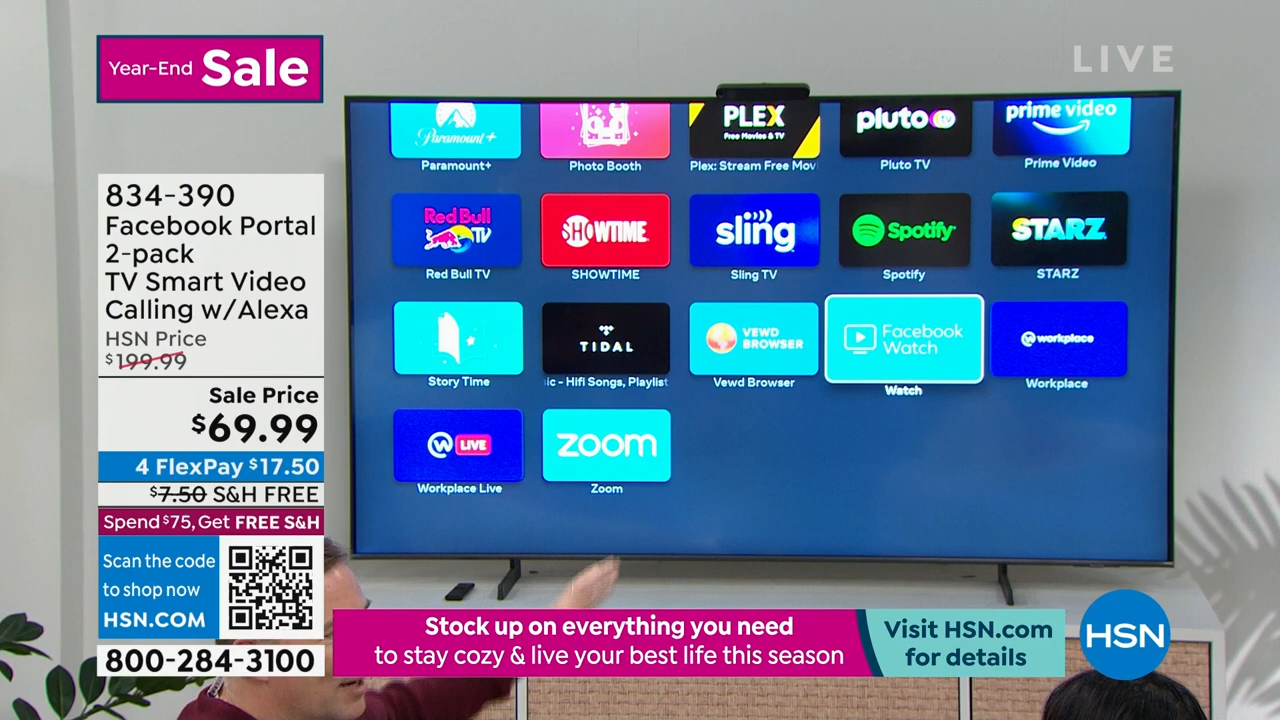 Year-End Sale
LIVE
834-390
Facebook Portal
2-pack
TV Smart Video
Calling w/Alexa
HSN Price
$199.99
Sale Price
$69.99
4 FlexPay $17.50
$7.50 S&H FREE
Spend $75, Get FREE S&H
Scan the code
to shop now
HSN.COM
800-284-3100
Paramount+
PLEX
Free Movies & TV
pluto tv
prime video
Paramount+
Photo Booth
Plex: Stream Free Mov
Pluto TV
Prime Video
Red Bull
TV
SHOWTIME
sling
Spotify
STARZ
Red Bull TV
SHOWTIME
Sling TV
Spotify
STARZ
TIDAL
VEWD
BROWSER
Facebook
Watch
workplace
Story Time
ic - Hifi Songs, Playlist
Vewd Browser
Watch
Workplace
LIVE
zoom
Workplace Live
Zoom
Stock up on everything you need
to stay cozy & live your best life this season
Visit HSN.com
for details
HSN